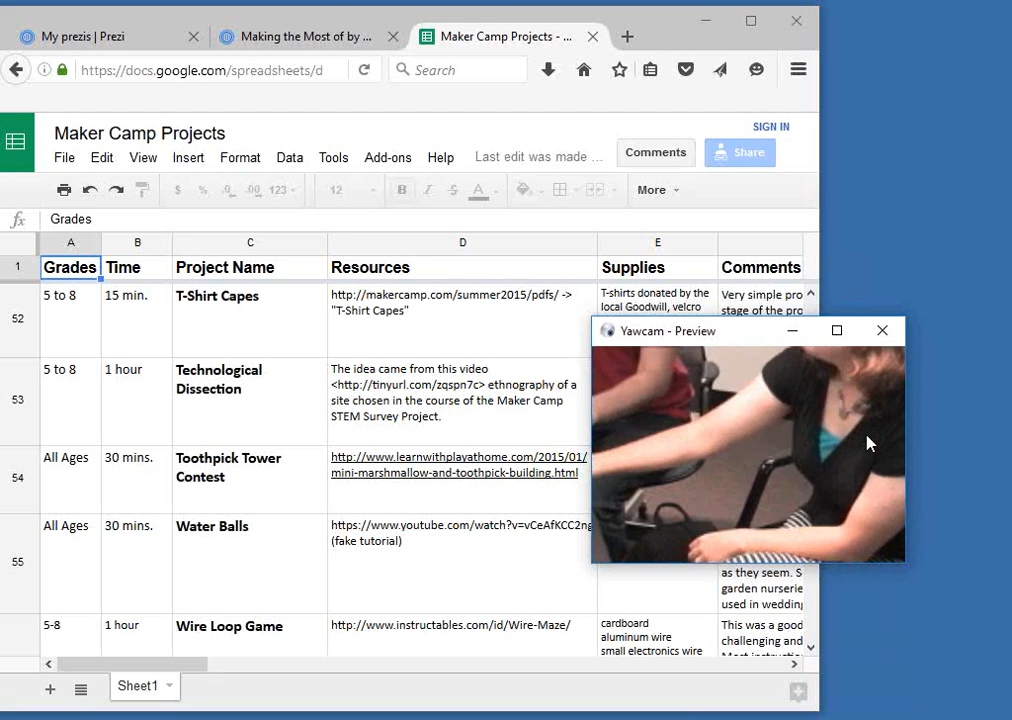 My prezis | Prezi
Making the Most of by ...
Maker Camp Projects - ...
https://docs.google.com/spreadsheets/d
Search
Maker Camp Projects
SIGN IN
File Edit View Insert Format Data Tools Add-ons Help Last edit was made ...
Comments
Share
$ % .0 .00 123 12 B I S A More
fx Grades
A B C D E
1 Grades Time Project Name Resources Supplies Comments
52
5 to 8
15 min.
T-Shirt Capes
http://makercamp.com/summer2015/pdfs/ ->
"T-Shirt Capes"
T-shirts donated by the
local Goodwill, velcro
Very simple pro
stage of the pro
Yawcam - Preview
53
5 to 8
1 hour
Technological
Dissection
The idea came from this video
<http://tinyurl.com/zqspn7c> ethnography of a
site chosen in the course of the Maker Camp
STEM Survey Project.
54
All Ages
30 mins.
Toothpick Tower
Contest
http://www.learnwithplayathome.com/2015/01/
mini-marshmallow-and-toothpick-building.html
55
All Ages
30 mins.
Water Balls
https://www.youtube.com/watch?v=vCeAfKCC2ng
(fake tutorial)
as they seem. S
garden nurserie
used in wedding
5-8
1 hour
Wire Loop Game
http://www.instructables.com/id/Wire-Maze/
cardboard
aluminum wire
small electronics wire
This was a good
challenging and
Sheet1